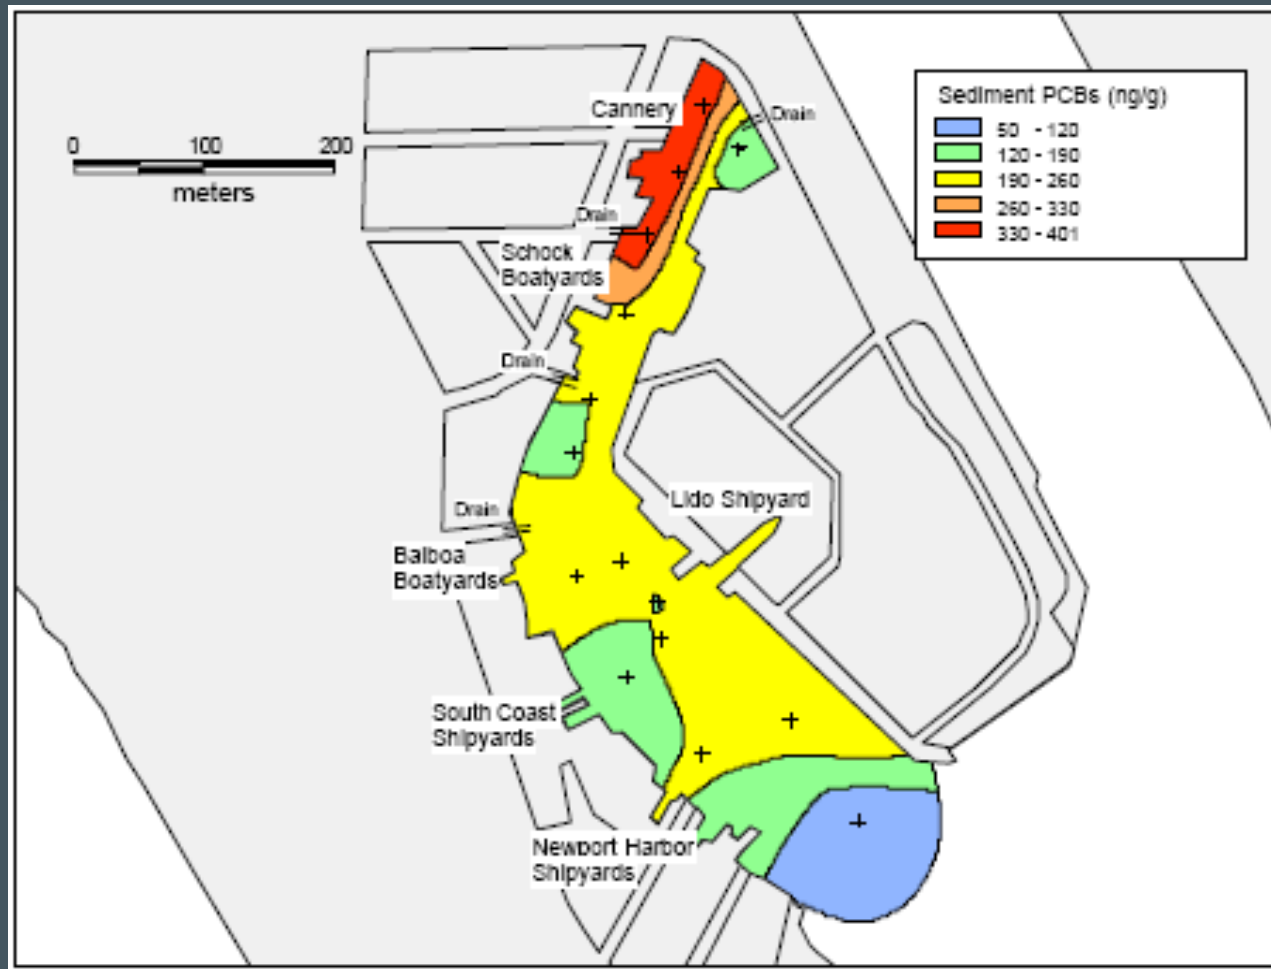 Cannery
Drain
Sediment PCBs (ng/g)
50 - 120
120 - 190
190 - 260
260 - 330
330 - 401
0 100 200
meters
Drain
Schock
Boatyards
Drain
Lido Shipyard
Drain
Balboa
Boatyards
South Coast
Shipyards
Newport Harbor
Shipyards